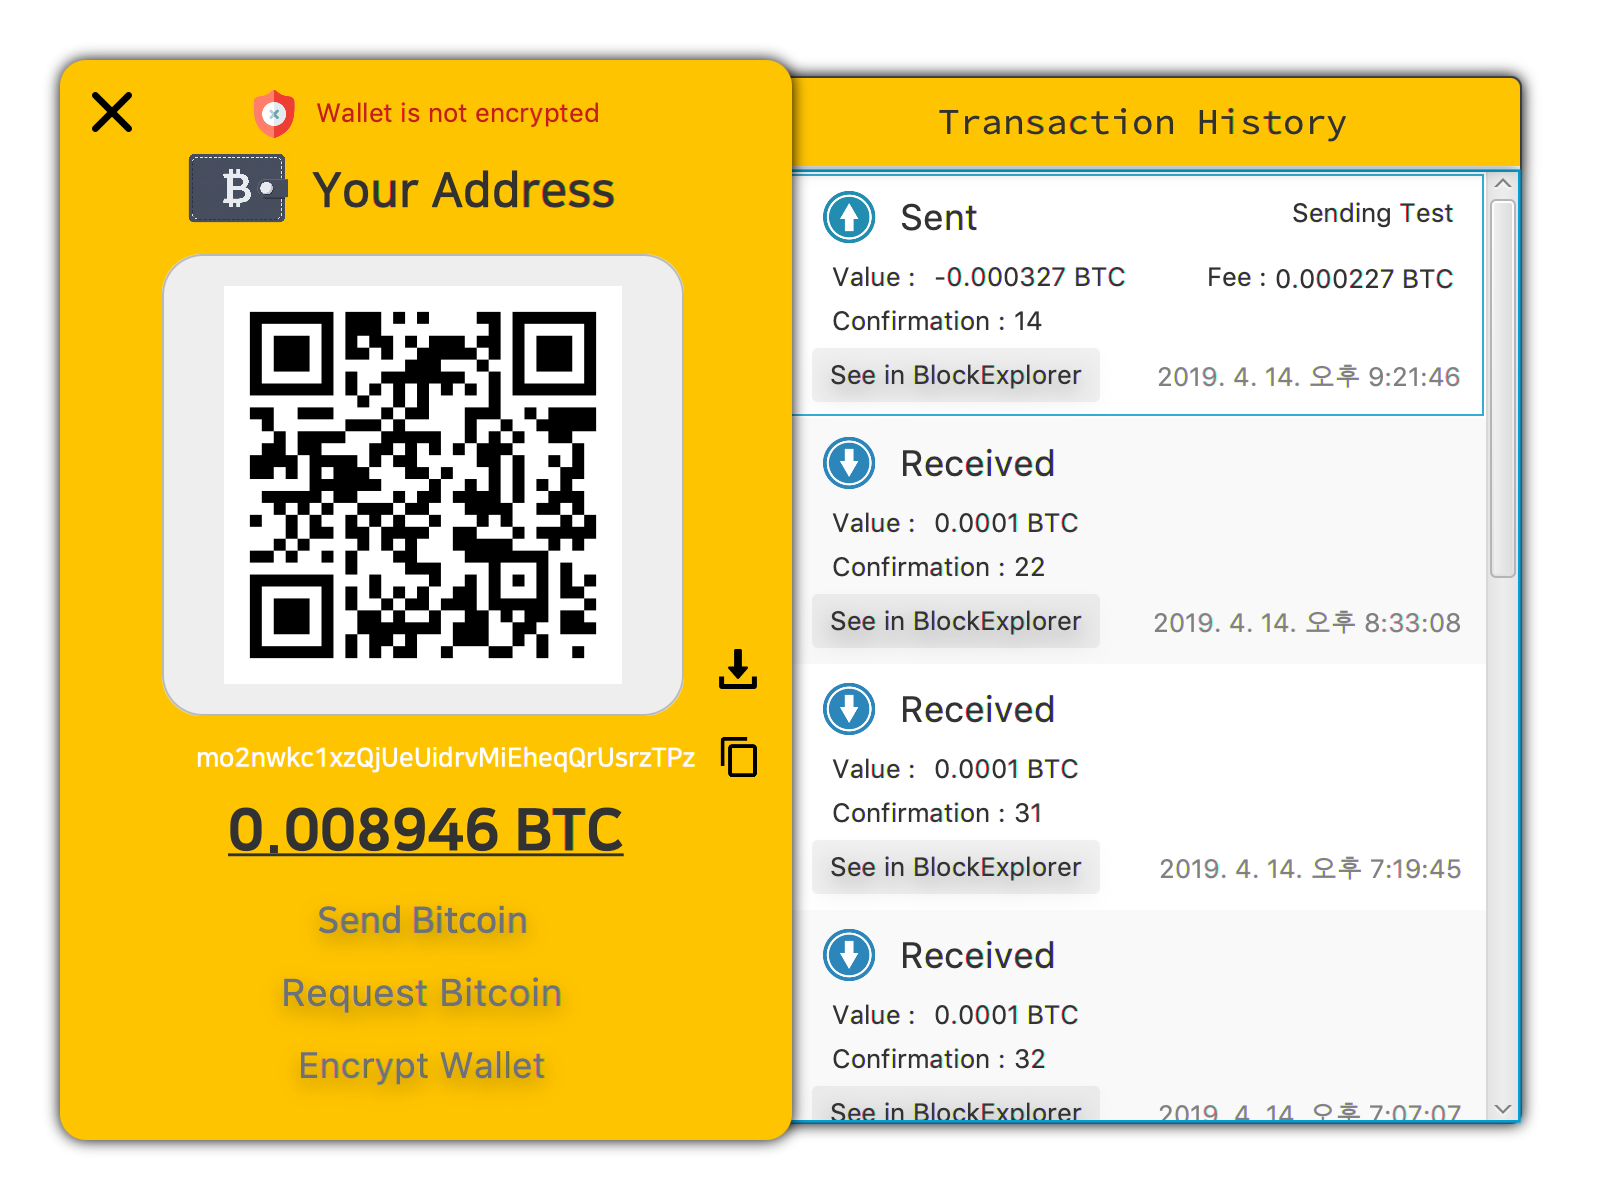 Wallet is not encrypted
Your Address
mo2nwkc1xzQjUeUidrvMiEheqQrUsrzTPz
0.008946 BTC
Send Bitcoin
Request Bitcoin
Encrypt Wallet
Transaction History
Sent
Sending Test
Value : -0.000327 BTC
Fee : 0.000227 BTC
Confirmation : 14
See in BlockExplorer
2019. 4. 14. 오후 9:21:46
Received
Value : 0.0001 BTC
Confirmation : 22
See in BlockExplorer
2019. 4. 14. 오후 8:33:08
Received
Value : 0.0001 BTC
Confirmation : 31
See in BlockExplorer
2019. 4. 14. 오후 7:19:45
Received
Value : 0.0001 BTC
Confirmation : 32
See in BlockExplorer
2019. 4. 14. 오후 7:07:07